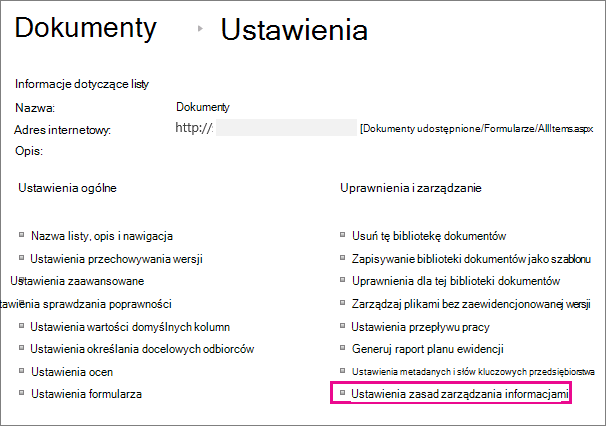 Dokumenty Ustawienia
Informacje dotyczące listy
Nazwa: Dokumenty
Adres internetowy: http://: [Dokumenty udostępnione/Formularze/AllItems.aspx
Opis:
Ustawienia ogólne
Nazwa listy, opis i nawigacja
Ustawienia przechowywania wersji
Ustawienia zaawansowane
tawienia sprawdzania poprawności
Ustawienia wartości domyślnych kolumn
Ustawienia określania docelowych odbiorców
Ustawienia ocen
Ustawienia formularza
Uprawnienia i zarządzanie
Usuń tę bibliotekę dokumentów
Zapisywanie biblioteki dokumentów jako szablonu
Uprawnienia dla tej biblioteki dokumentów
Zarządzaj plikami bez zaewidencjonowanej wersji
Ustawienia przepływu pracy
Generuj raport planu ewidencji
Ustawienia metadanych i słów kluczowych przedsiębiorstwa
Ustawienia zasad zarządzania informacjami